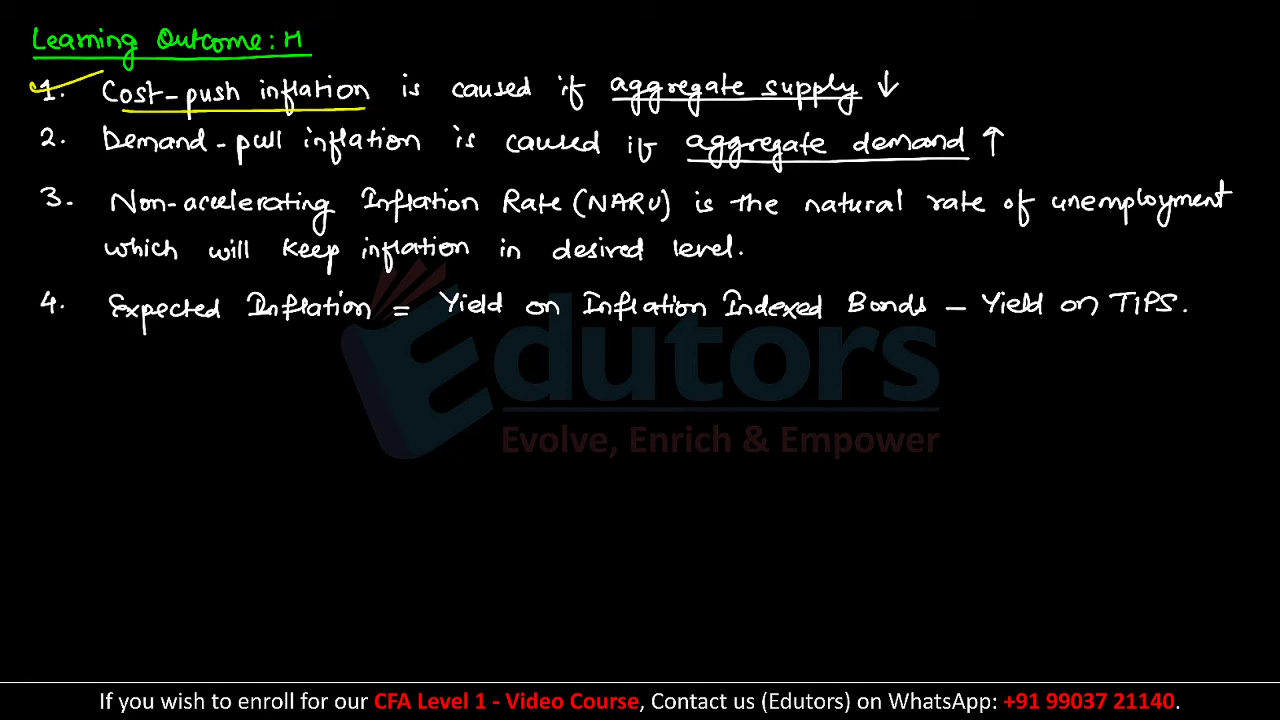 Learning Outcome: M
1. Cost-push inflation is caused if aggregate supply ↓
2. Demand-pull inflation is caused if aggregate demand ↑
3. Non-accelerating Inflation Rate (NARU) is the natural rate of unemployment
which will keep inflation in desired level.
4. Expected Inflation = Yield on Inflation Indexed Bonds – Yield on TIPS.
Edutors
Evolve, Enrich & Empower
If you wish to enroll for our CFA Level 1 - Video Course, Contact us (Edutors) on WhatsApp: +91 99037 21140.